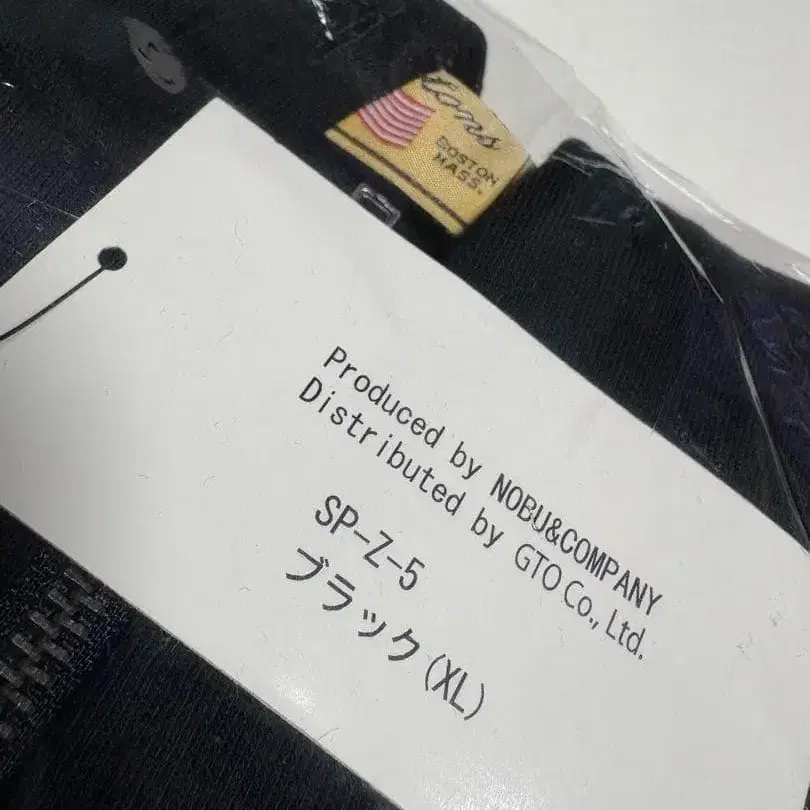 BOSTON
MASS.
Produced by NOBU&COMPANY
Distributed by GTO Co., Ltd.
SP-Z-5
ブラック(XL)